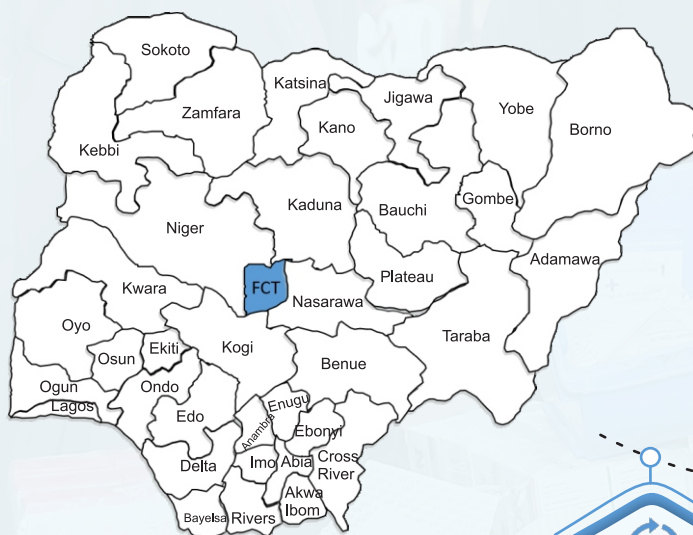 Sokoto
Katsina
Jigawa
Zamfara
Yobe
Kano
Borno
Kebbi
Kaduna
Bauchi
Gombe
Niger
Adamawa
FCT
Plateau
Kwara
Nasarawa
Oyo
Taraba
Kogi
Ekiti
Osun
Benue
Ogun
Ondo
Lagos
Enugu
Edo
Anambra
Ebonyi
Delta
Imo
Abia
Cross
River
Akwa
Ibom
Bayelsa
Rivers